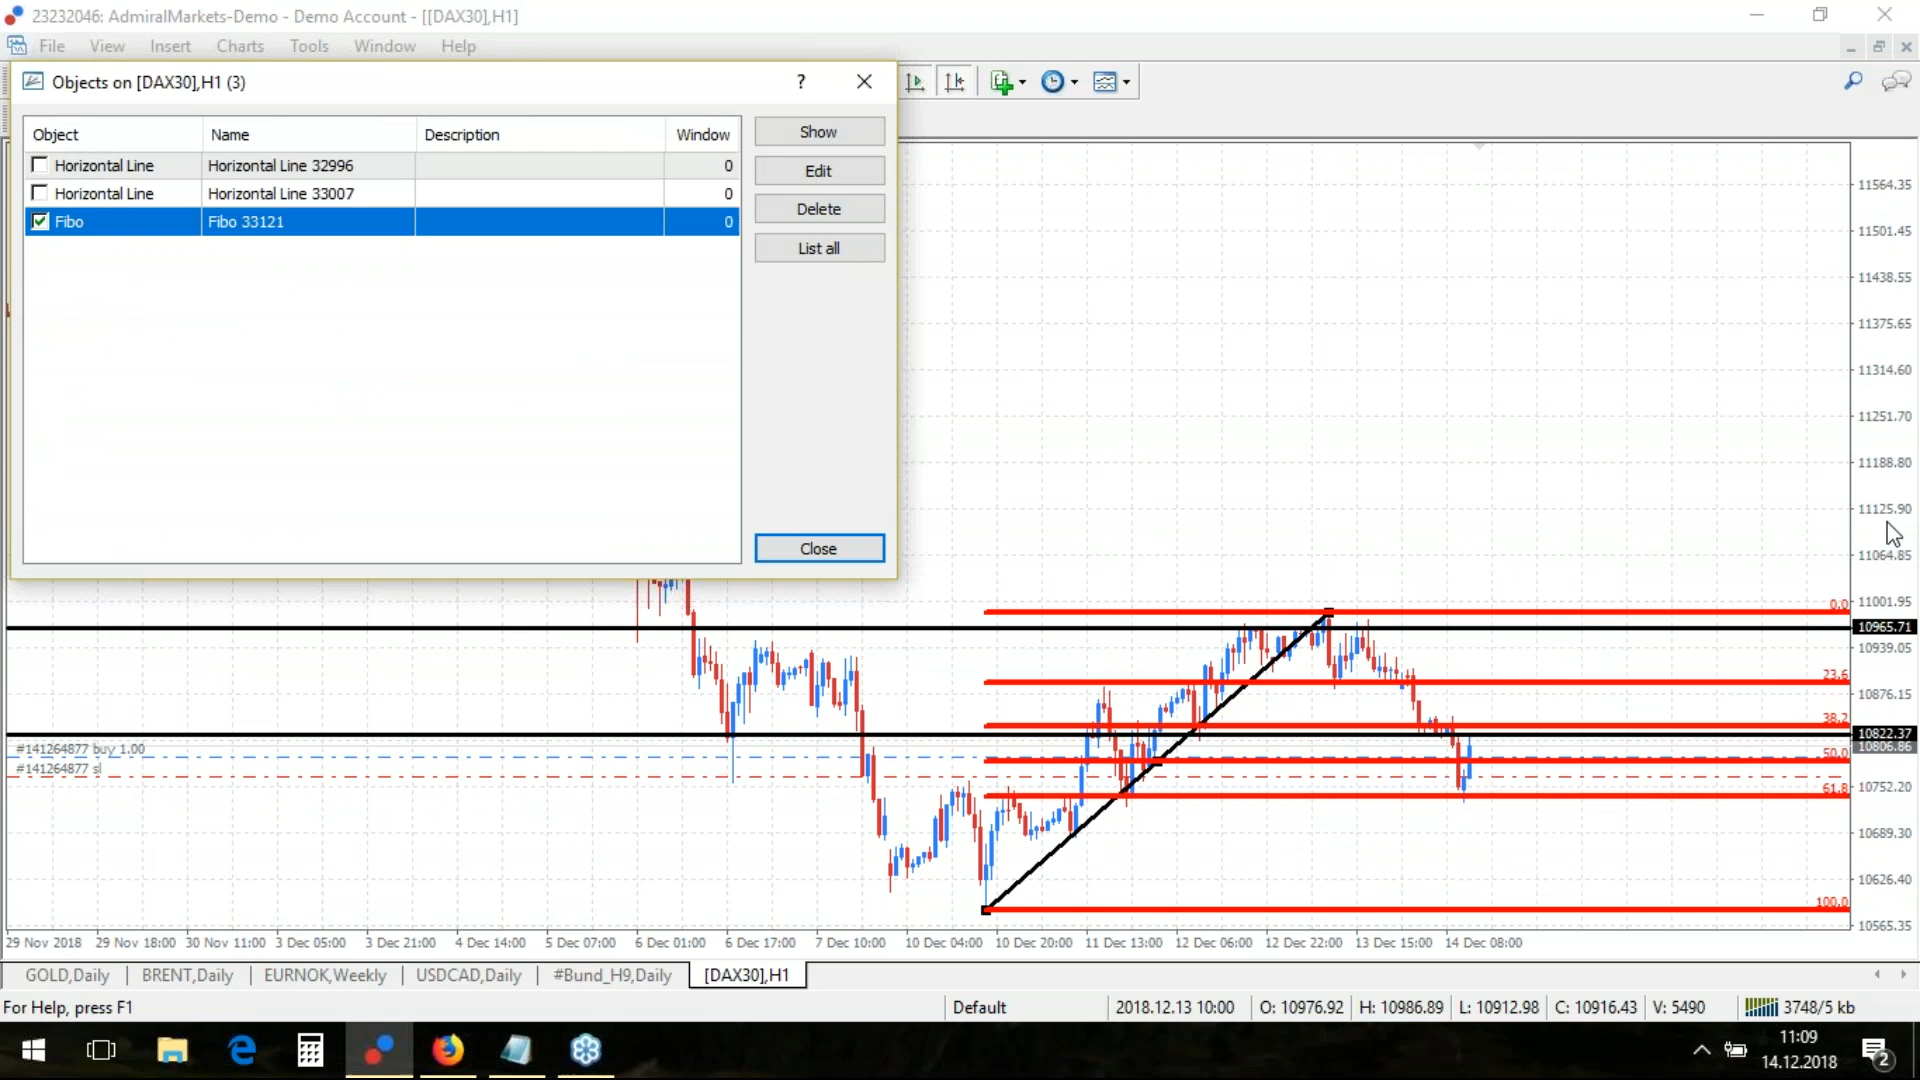 23232046: AdmiralMarkets-Demo - Demo Account - [[DAX30],H1]
File View Insert Charts Tools Window Help
Objects on [DAX30],H1 (3)
?
Object Name Description Window
Horizontal Line Horizontal Line 32996 0
Horizontal Line Horizontal Line 33007 0
Fibo Fibo 33121 0
Show
Edit
Delete
List all
Close
11564.35
11501.45
11438.55
11375.65
11314.60
11251.70
11188.80
11125.90
11064.85
11001.95
10965.71
10939.05
10876.15
10822.37
10806.86
10752.20
10689.30
10626.40
10565.35
0.0
23.6
38.2
50.0
61.8
100.0
#141264877 buy 1.00
#141264877 sl
29 Nov 2018 29 Nov 18:00 30 Nov 11:00 3 Dec 05:00 3 Dec 21:00 4 Dec 14:00 5 Dec 07:00 6 Dec 01:00 6 Dec 17:00 7 Dec 10:00 10 Dec 04:00 10 Dec 20:00 11 Dec 13:00 12 Dec 06:00 12 Dec 22:00 13 Dec 15:00 14 Dec 08:00
GOLD,Daily BRENT,Daily EURNOK,Weekly USDCAD,Daily #Bund_H9,Daily [DAX30],H1
For Help, press F1 Default 2018.12.13 10:00 O: 10976.92 H: 10986.89 L: 10912.98 C: 10916.43 V: 5490 3748/5 kb
11:09
14.12.2018
2